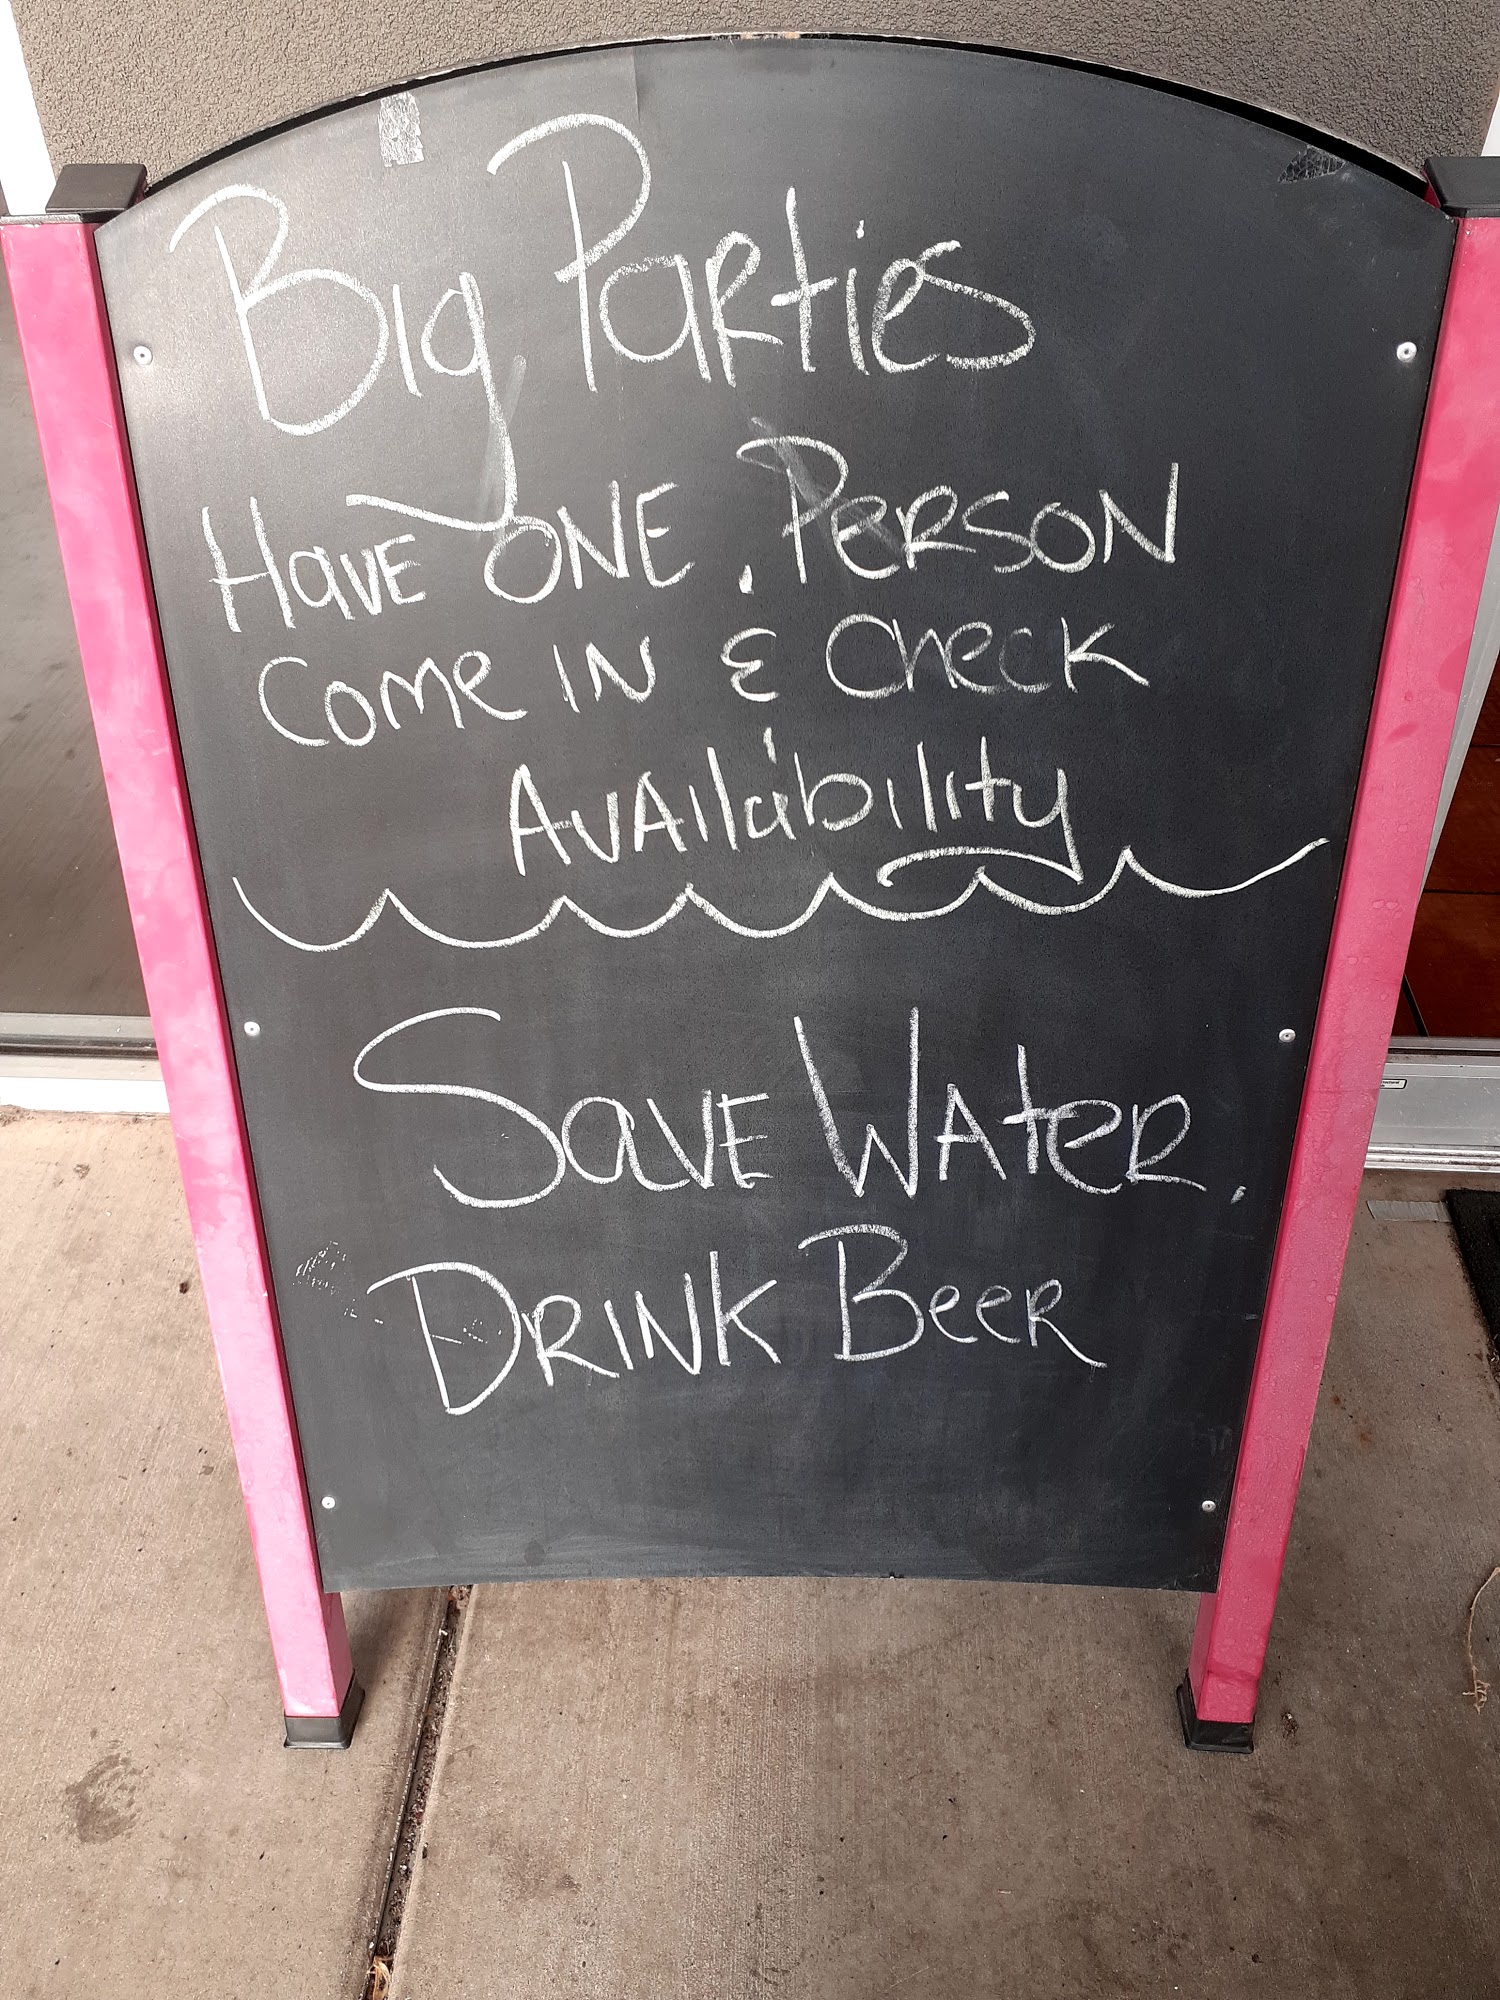 Big Parties
Have ONE Person
Come IN & Check
Availability
Save Water.
Drink Beer